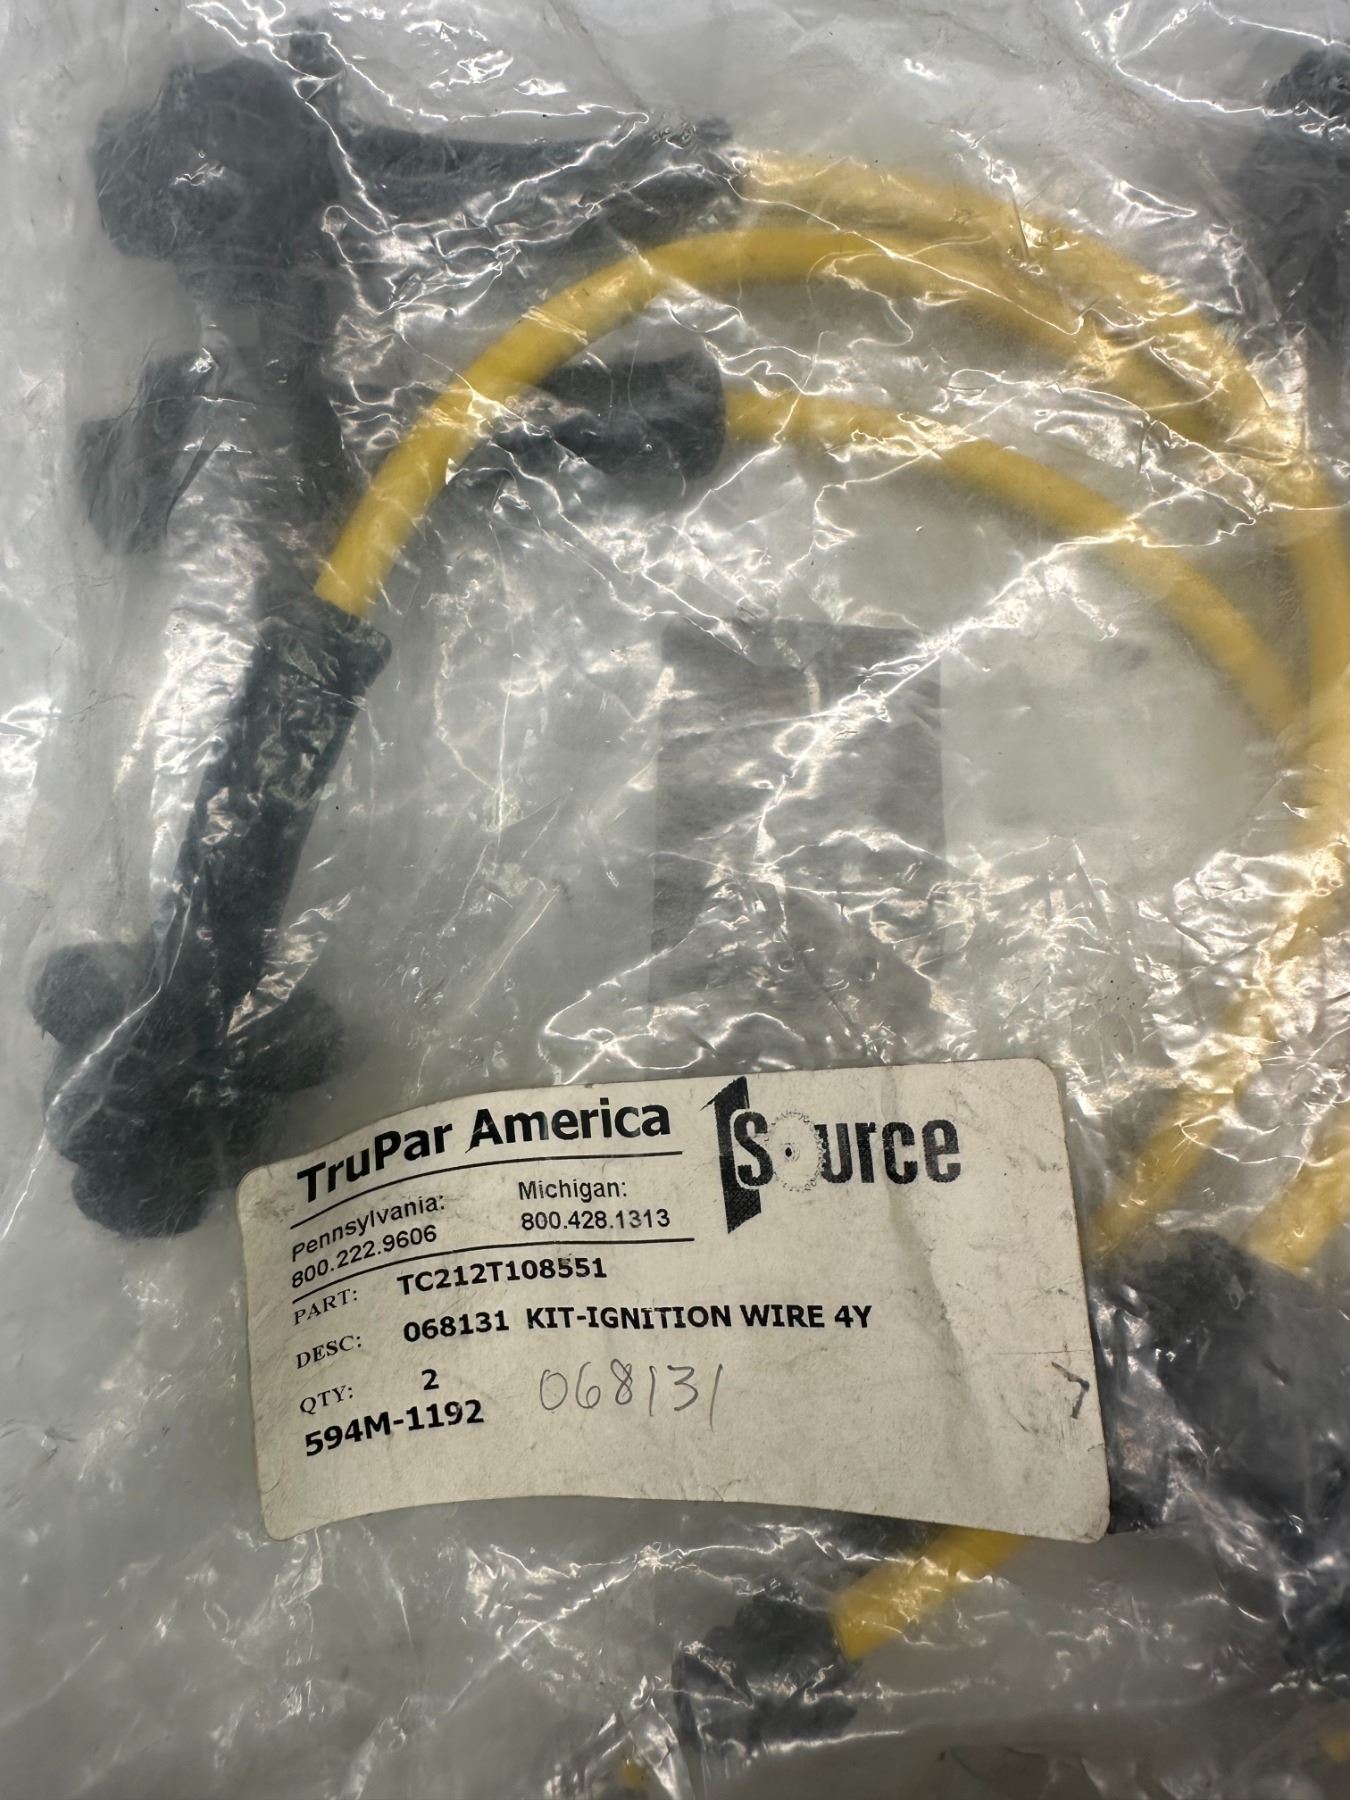 TruPar America
Source
Pennsylvania:
800.222.9606
Michigan:
800.428.1313
PART: TC212T108551
DESC: 068131 KIT-IGNITION WIRE 4Y
QTY: 2
594M-1192
068131
7